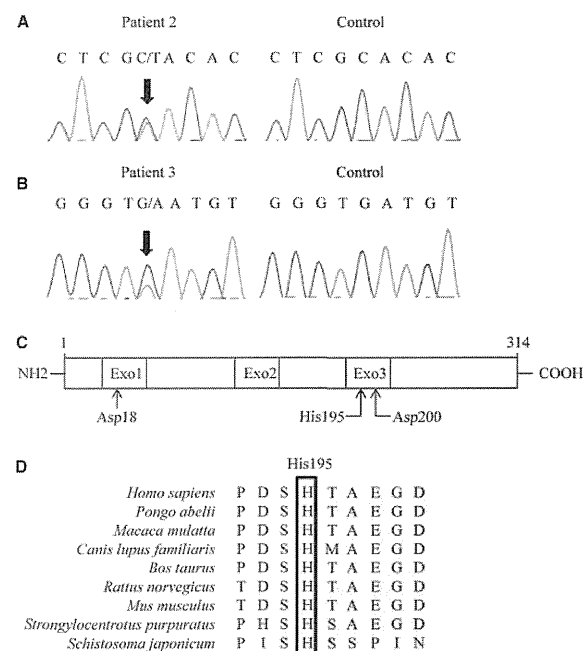 A
Patient 2 Control
C T C G C/T A C A C C T C G C A C A C
B
Patient 3 Control
G G G T G/A A T G T G G G T G A T G T
C
1 314
NH2 Exo1 Exo2 Exo3 COOH
Asp18 His195 Asp200
D
His195
Homo sapiens P D S H T A E G D
Pongo abelii P D S H T A E G D
Macaca mulatta P D S H T A E G D
Canis lupus familiaris P D S H M A E G D
Bos taurus P D S H T A E G D
Rattus norvegicus T D S H T A E G D
Mus musculus T D S H T A E G D
Strongylocentrotus purpuratus P H S H S A E G D
Schistosoma japonicum P I S H S S P I N